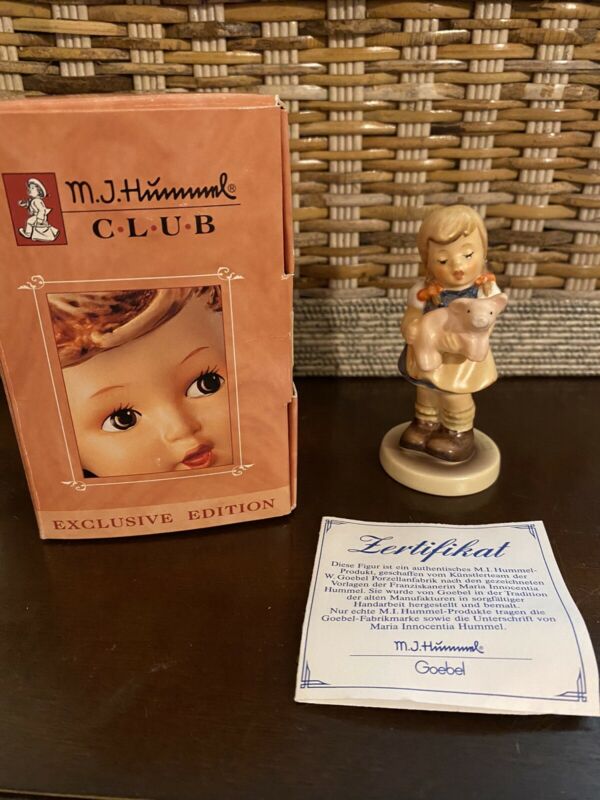 M.J.Hummel®
C·L·U·B
EXCLUSIVE EDITION
Zertifikat
Diese Figur ist ein authentisches M.I. Hummel-
Produkt, geschaffen vom Künstlerteam der
W. Goebel Porzellanfabrik nach den gezeichneten
Vorlagen der Franziskanerin Maria Innocentia
Hummel. Sie wurde von Goebel in der Tradition
der alten Manufakturen in sorgfältiger
Handarbeit hergestellt und bemalt.
Nur echte M.I. Hummel-Produkte tragen die
Goebel-Fabrikmarke sowie die Unterschrift von
Maria Innocentia Hummel.
M.J.Hummel®
Goebel